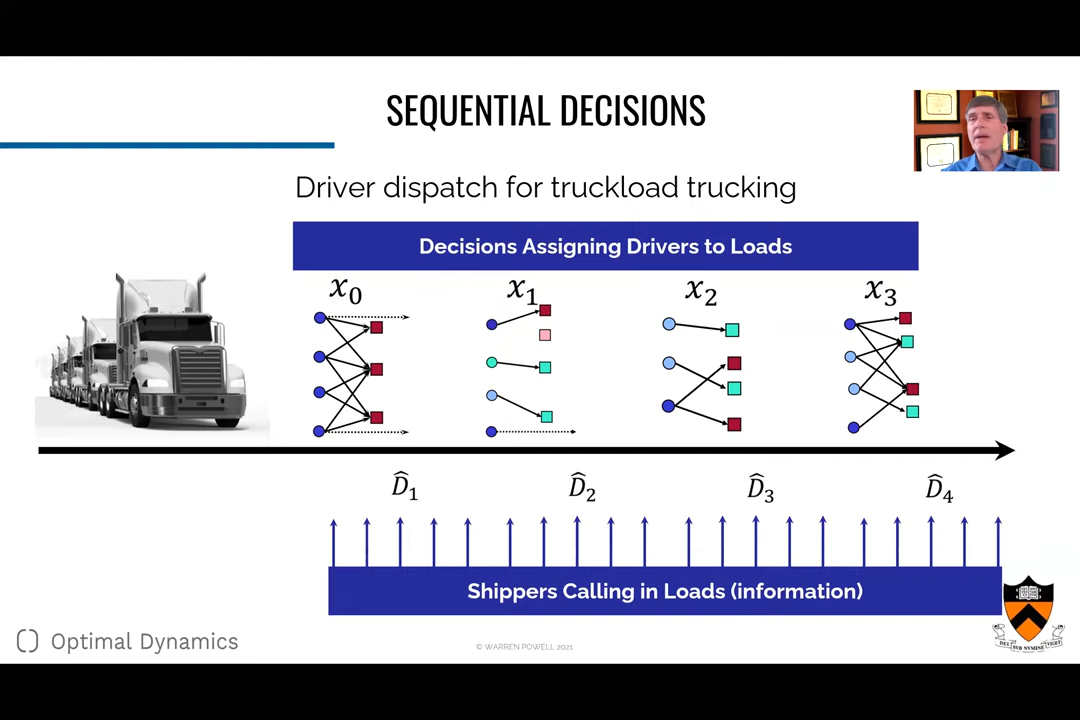 SEQUENTIAL DECISIONS
Driver dispatch for truckload trucking
Decisions Assigning Drivers to Loads
x₀ x₁ x₂ x₃
D̂₁ D̂₂ D̂₃ D̂₄
Shippers Calling in Loads (information)
Optimal Dynamics
© WARREN POWELL 2021